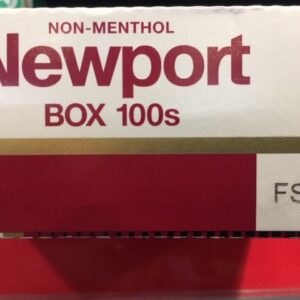 NON-MENTHOL
Newport
BOX 100s
FS